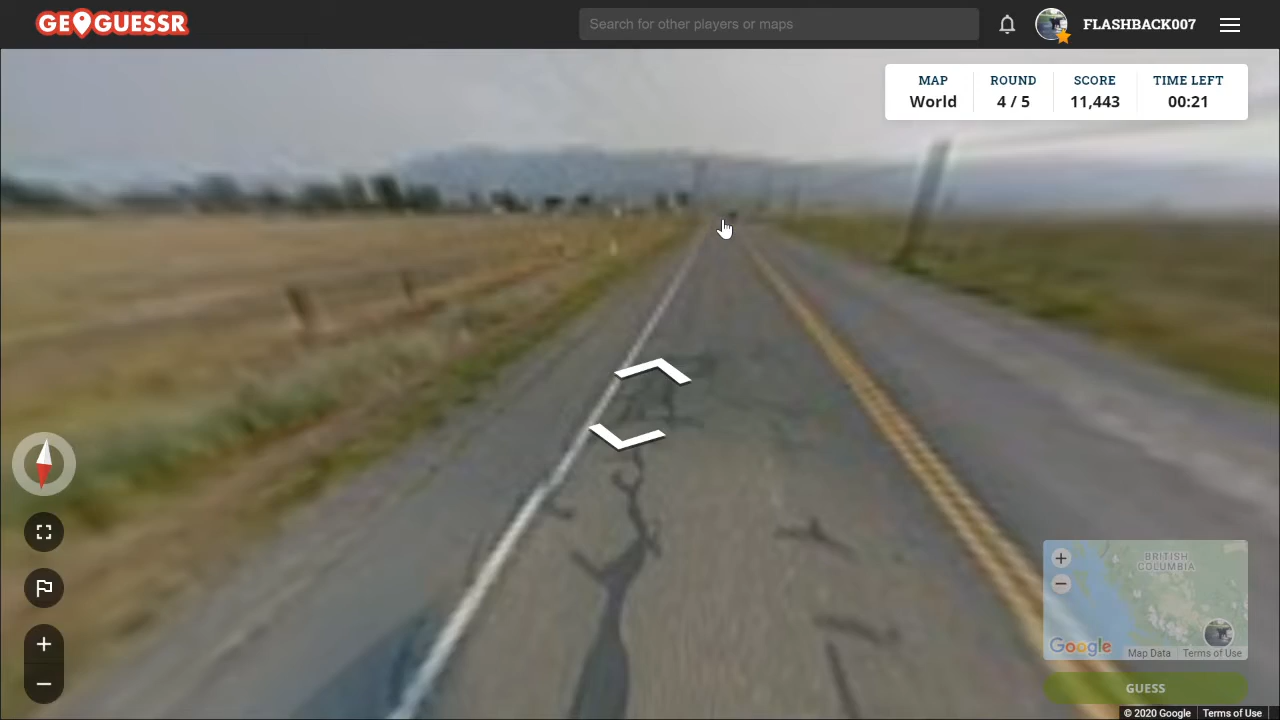 GEOGUESSR
Search for other players or maps
FLASHBACK007
MAP ROUND SCORE TIME LEFT
World 4 / 5 11,443 00:21
BRITISH
COLUMBIA
Google Map Data Terms of Use
GUESS
© 2020 Google Terms of Use